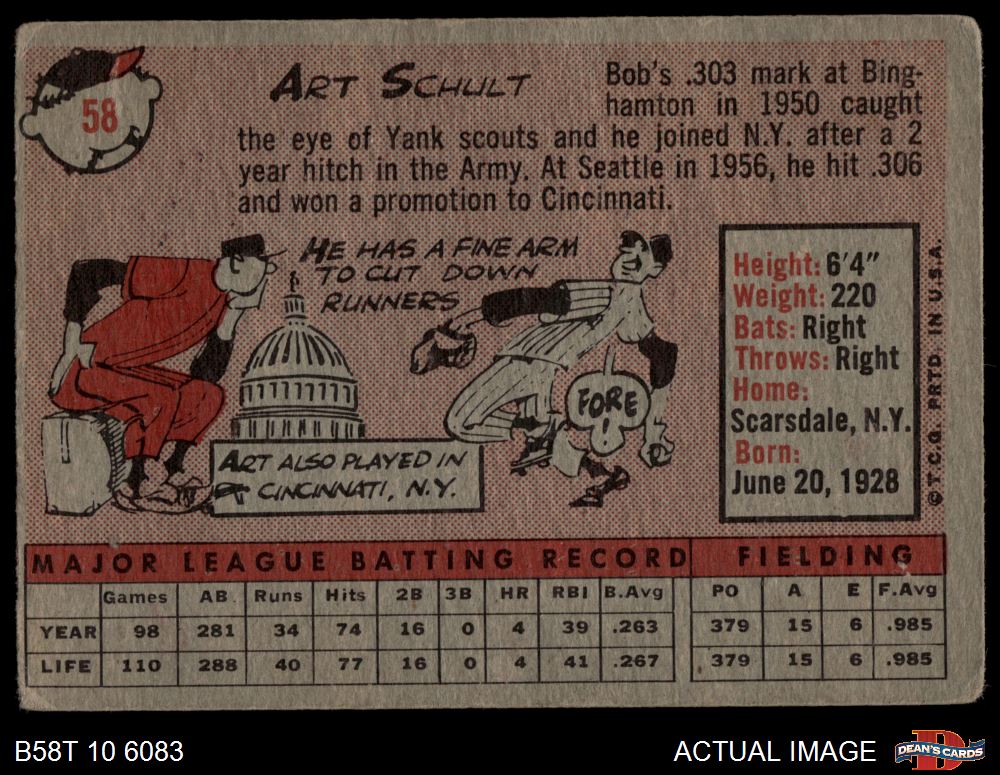 58
ART SCHULT
Bob's .303 mark at Bing-
hamton in 1950 caught
the eye of Yank scouts and he joined N.Y. after a 2
year hitch in the Army. At Seattle in 1956, he hit .306
and won a promotion to Cincinnati.
HE HAS A FINE ARM
TO CUT DOWN
RUNNERS
FORE
!
ART ALSO PLAYED IN
CINCINNATI, N.Y.
Height: 6'4"
Weight: 220
Bats: Right
Throws: Right
Home:
Scarsdale, N.Y.
Born:
June 20, 1928
© T.C.G. PRTD. IN U.S.A.
MAJOR LEAGUE BATTING RECORD FIELDING
Games AB. Runs Hits 2B 3B HR RBI B.Avg PO A E F.Avg
YEAR 98 281 34 74 16 0 4 39 .263 379 15 6 .985
LIFE 110 288 40 77 16 0 4 41 .267 379 15 6 .985
B58T 10 6083
ACTUAL IMAGE
D
DEAN'S CARDS